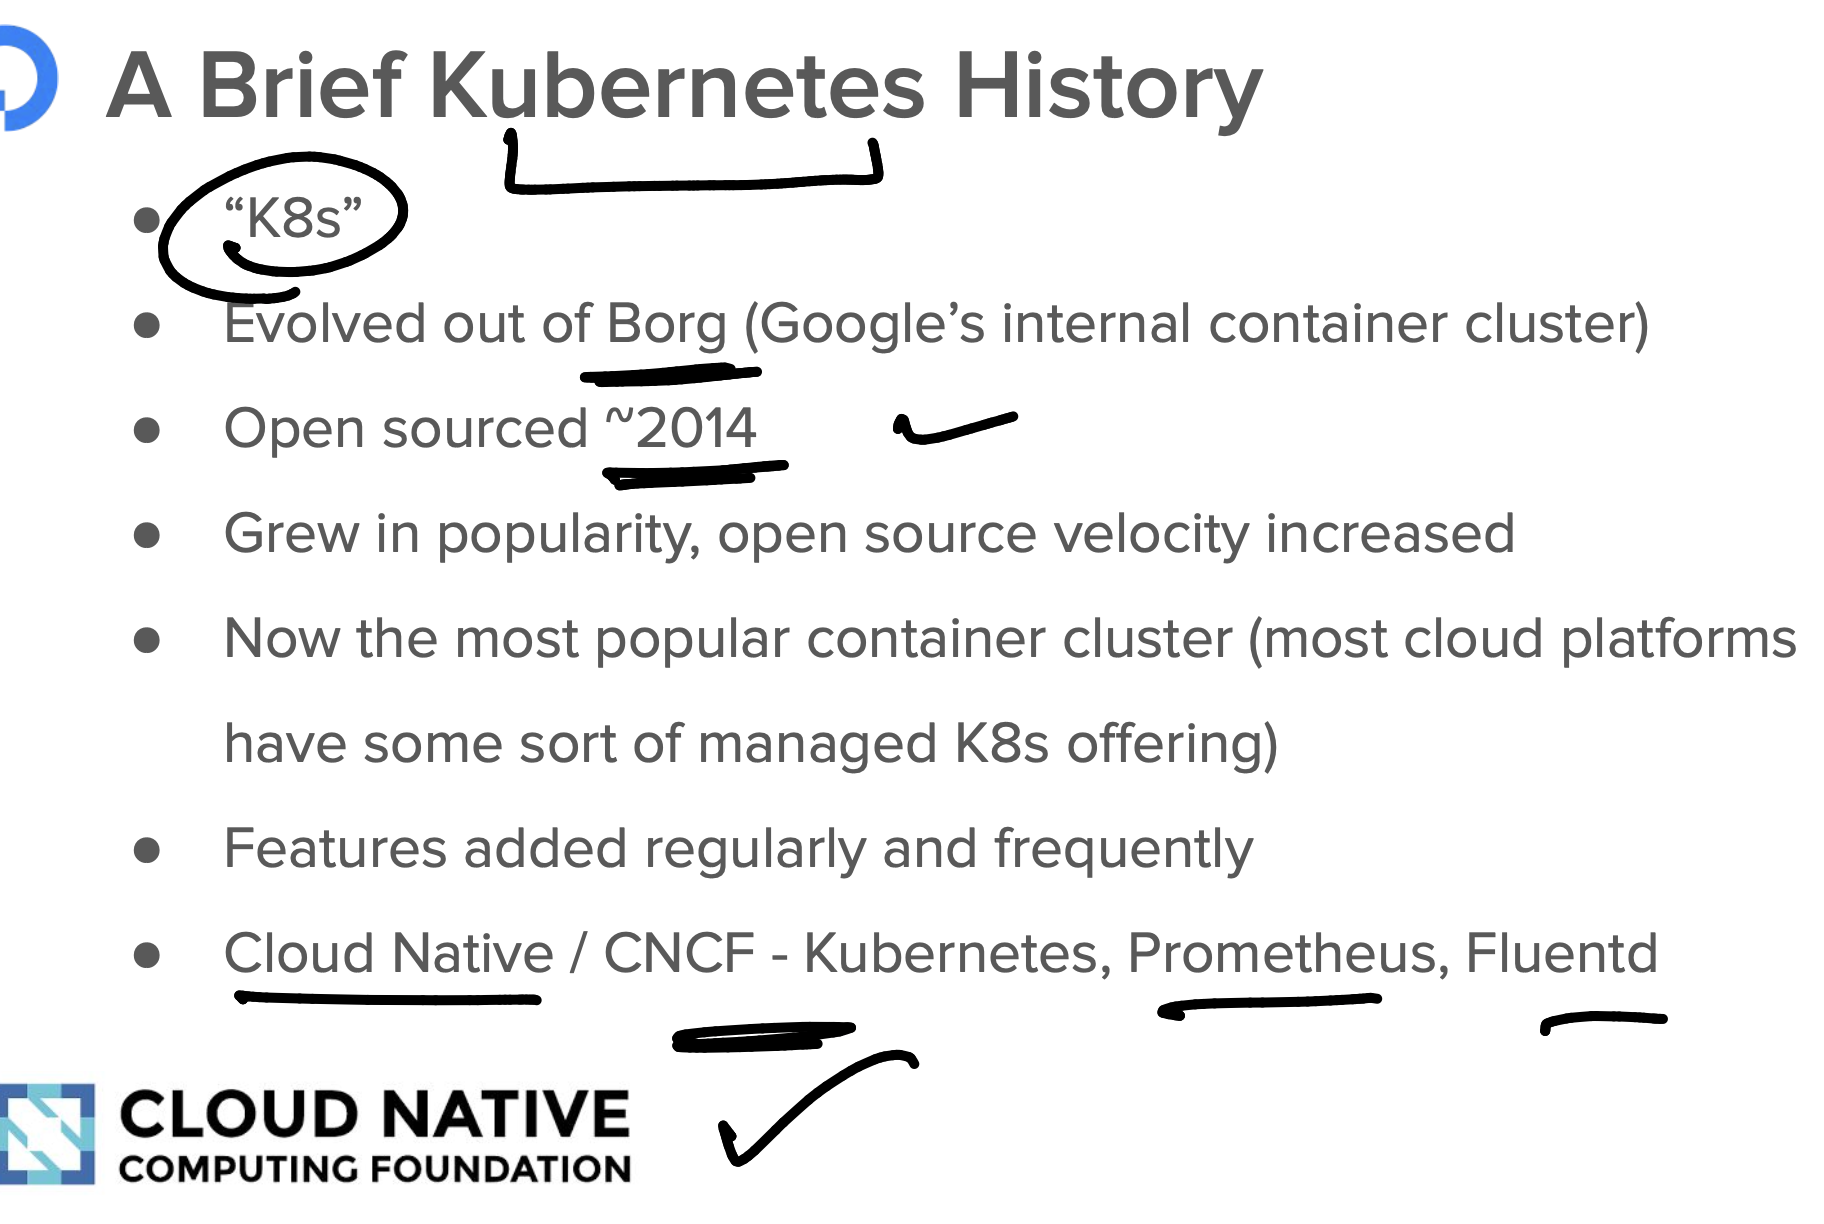 A Brief Kubernetes History
● “K8s”
● Evolved out of Borg (Google’s internal container cluster)
● Open sourced ~2014
● Grew in popularity, open source velocity increased
● Now the most popular container cluster (most cloud platforms
have some sort of managed K8s offering)
● Features added regularly and frequently
● Cloud Native / CNCF - Kubernetes, Prometheus, Fluentd
CLOUD NATIVE
COMPUTING FOUNDATION